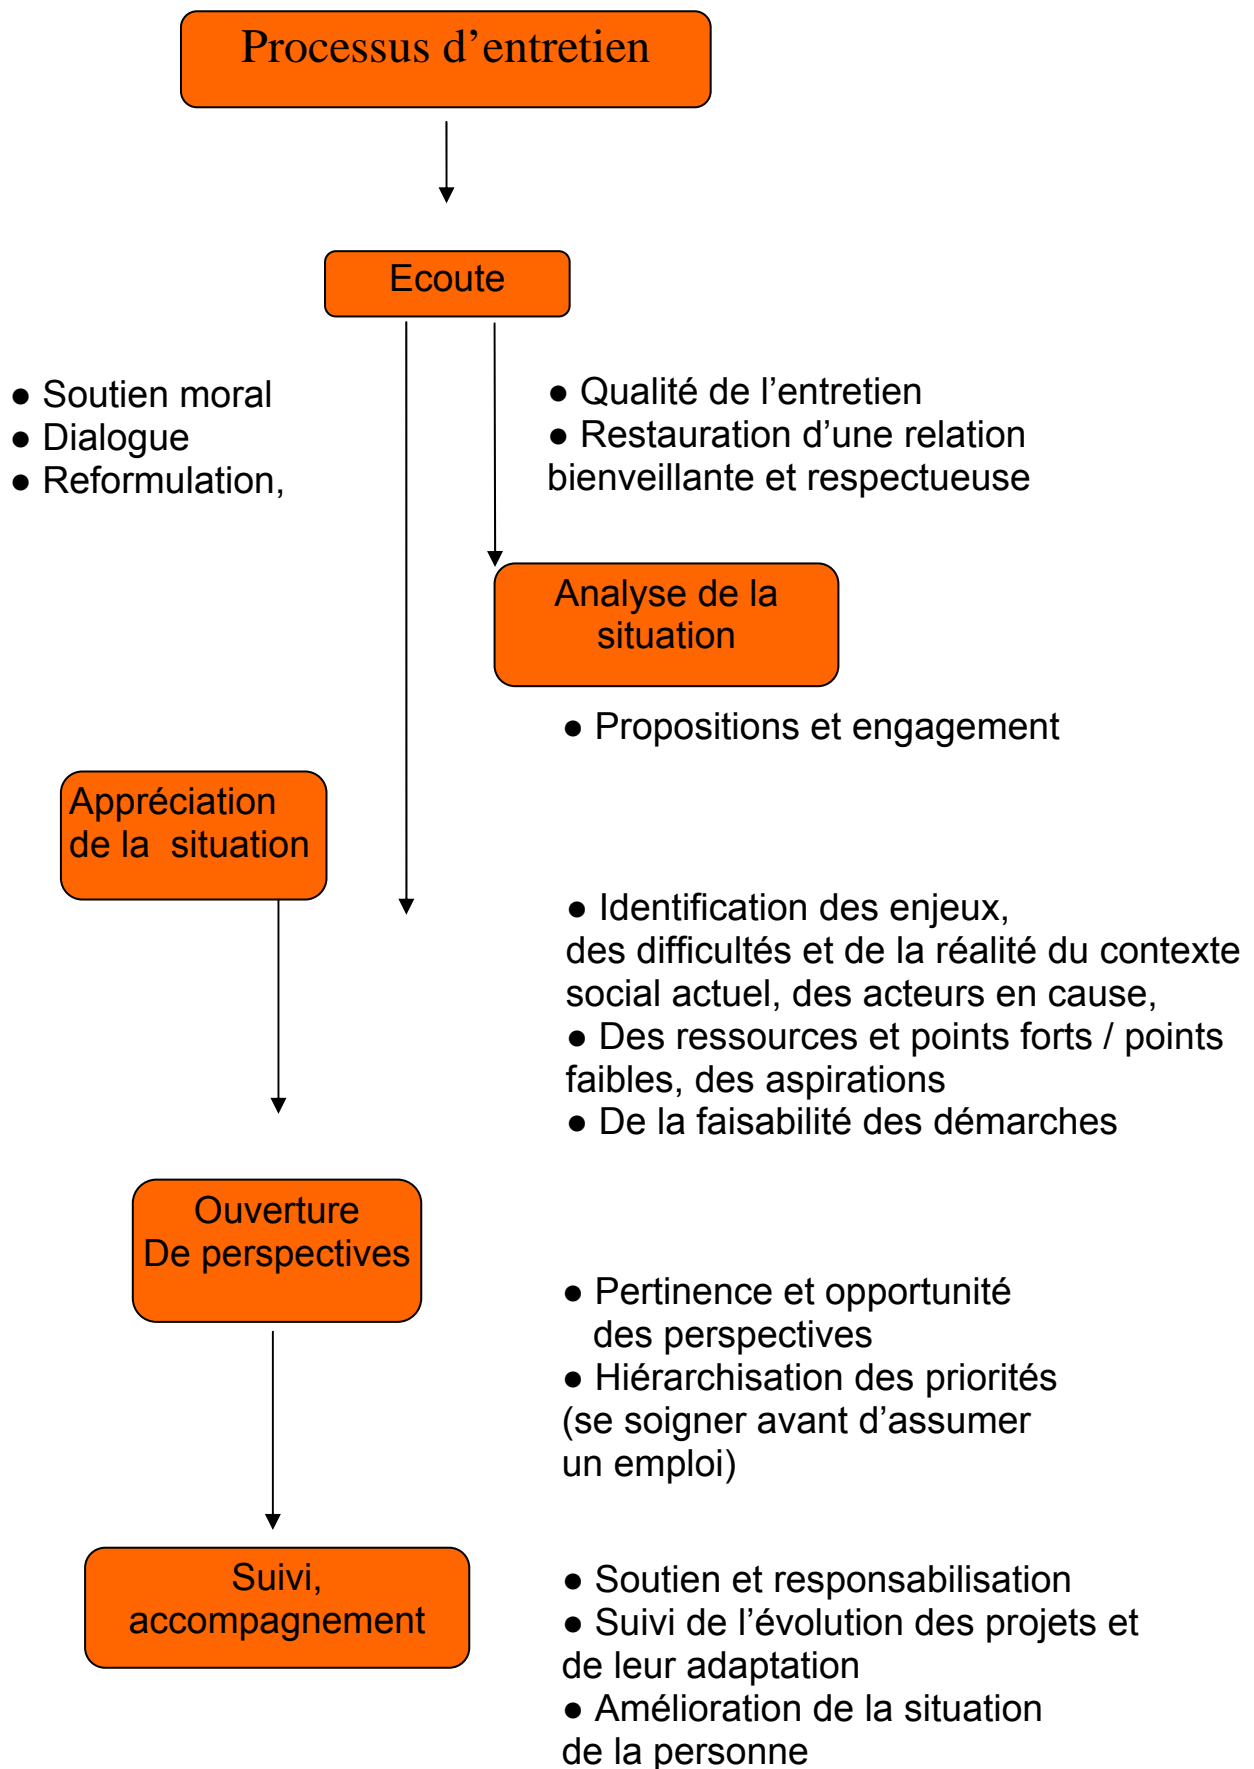 Processus d’entretien
Ecoute
● Soutien moral
● Dialogue
● Reformulation,
● Qualité de l’entretien
● Restauration d’une relation
bienveillante et respectueuse
Analyse de la
situation
● Propositions et engagement
Appréciation
de la  situation
● Identification des enjeux,
des difficultés et de la réalité du contexte
social actuel, des acteurs en cause,
● Des ressources et points forts / points
faibles, des aspirations
● De la faisabilité des démarches
Ouverture
De perspectives
● Pertinence et opportunité
des perspectives
● Hiérarchisation des priorités
(se soigner avant d’assumer
un emploi)
Suivi,
accompagnement
● Soutien et responsabilisation
● Suivi de l’évolution des projets et
de leur adaptation
● Amélioration de la situation
de la personne